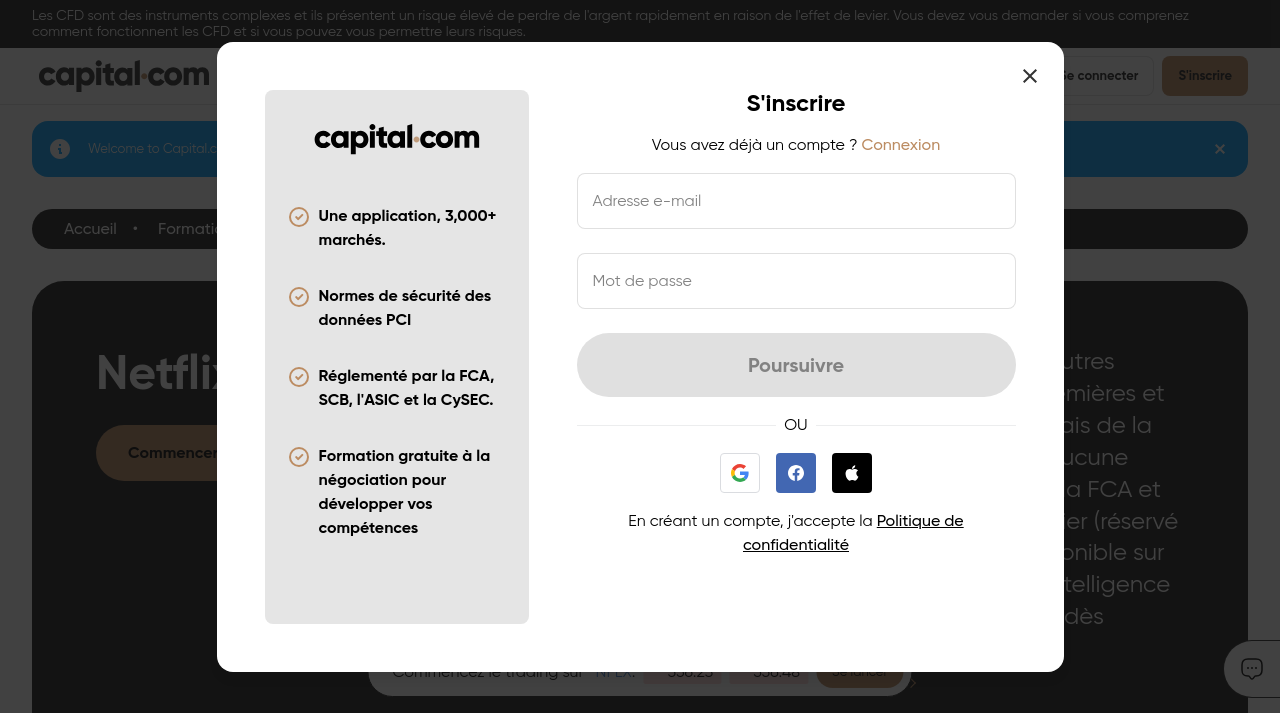 Les CFD sont des instruments complexes et ils présentent un risque élevé de perdre de l'argent rapidement en raison de l'effet de levier. Vous devez vous demander si vous comprenez
comment fonctionnent les CFD et si vous pouvez vous permettre leurs risques.
capital.com
Se connecter
S'inscrire
Welcome to Capital.c
Accueil • Formatio
Netflix
Commencer
utres
emières et
ais de la
ucune
a FCA et
ier (réservé
onible sur
telligence
dès
Commencez le trading sur NFLX:
Se lancer
capital.com
Une application, 3,000+
marchés.
Normes de sécurité des
données PCI
Réglementé par la FCA,
SCB, l'ASIC et la CySEC.
Formation gratuite à la
négociation pour
développer vos
compétences
S'inscrire
Vous avez déjà un compte ? Connexion
Adresse e-mail
Mot de passe
Poursuivre
OU
En créant un compte, j'accepte la Politique de
confidentialité